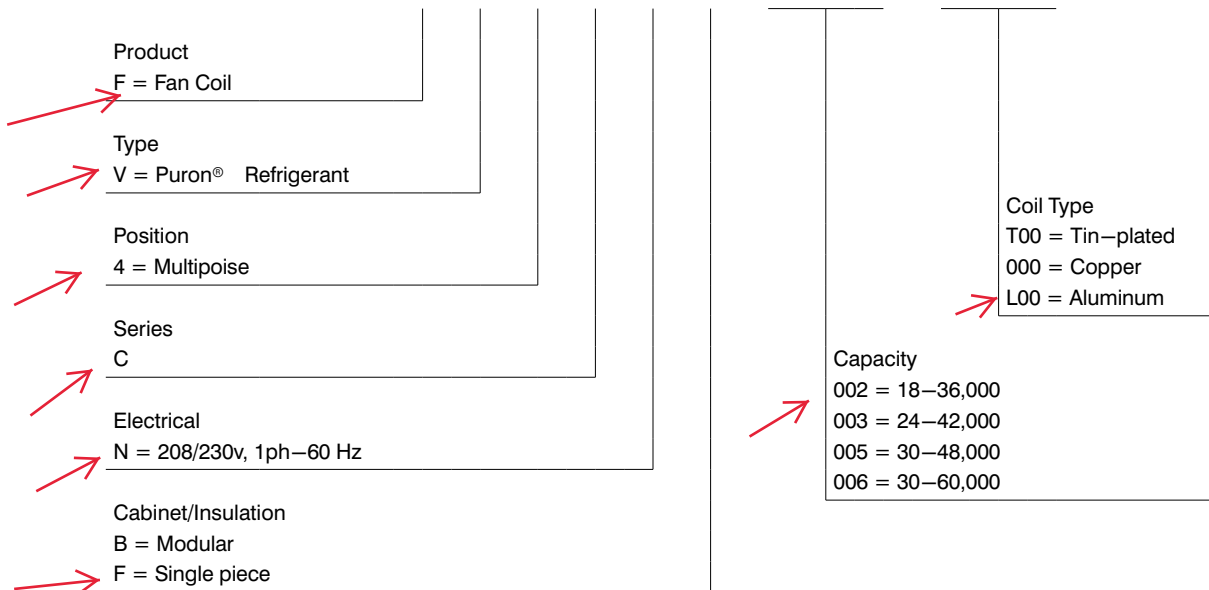 Product
F = Fan Coil
Type
V = Puron® Refrigerant
Position
4 = Multipoise
Series
C
Electrical
N = 208/230v, 1ph−60 Hz
Cabinet/Insulation
B = Modular
F = Single piece
Capacity
002 = 18−36,000
003 = 24−42,000
005 = 30−48,000
006 = 30−60,000
Coil Type
T00 = Tin−plated
000 = Copper
L00 = Aluminum